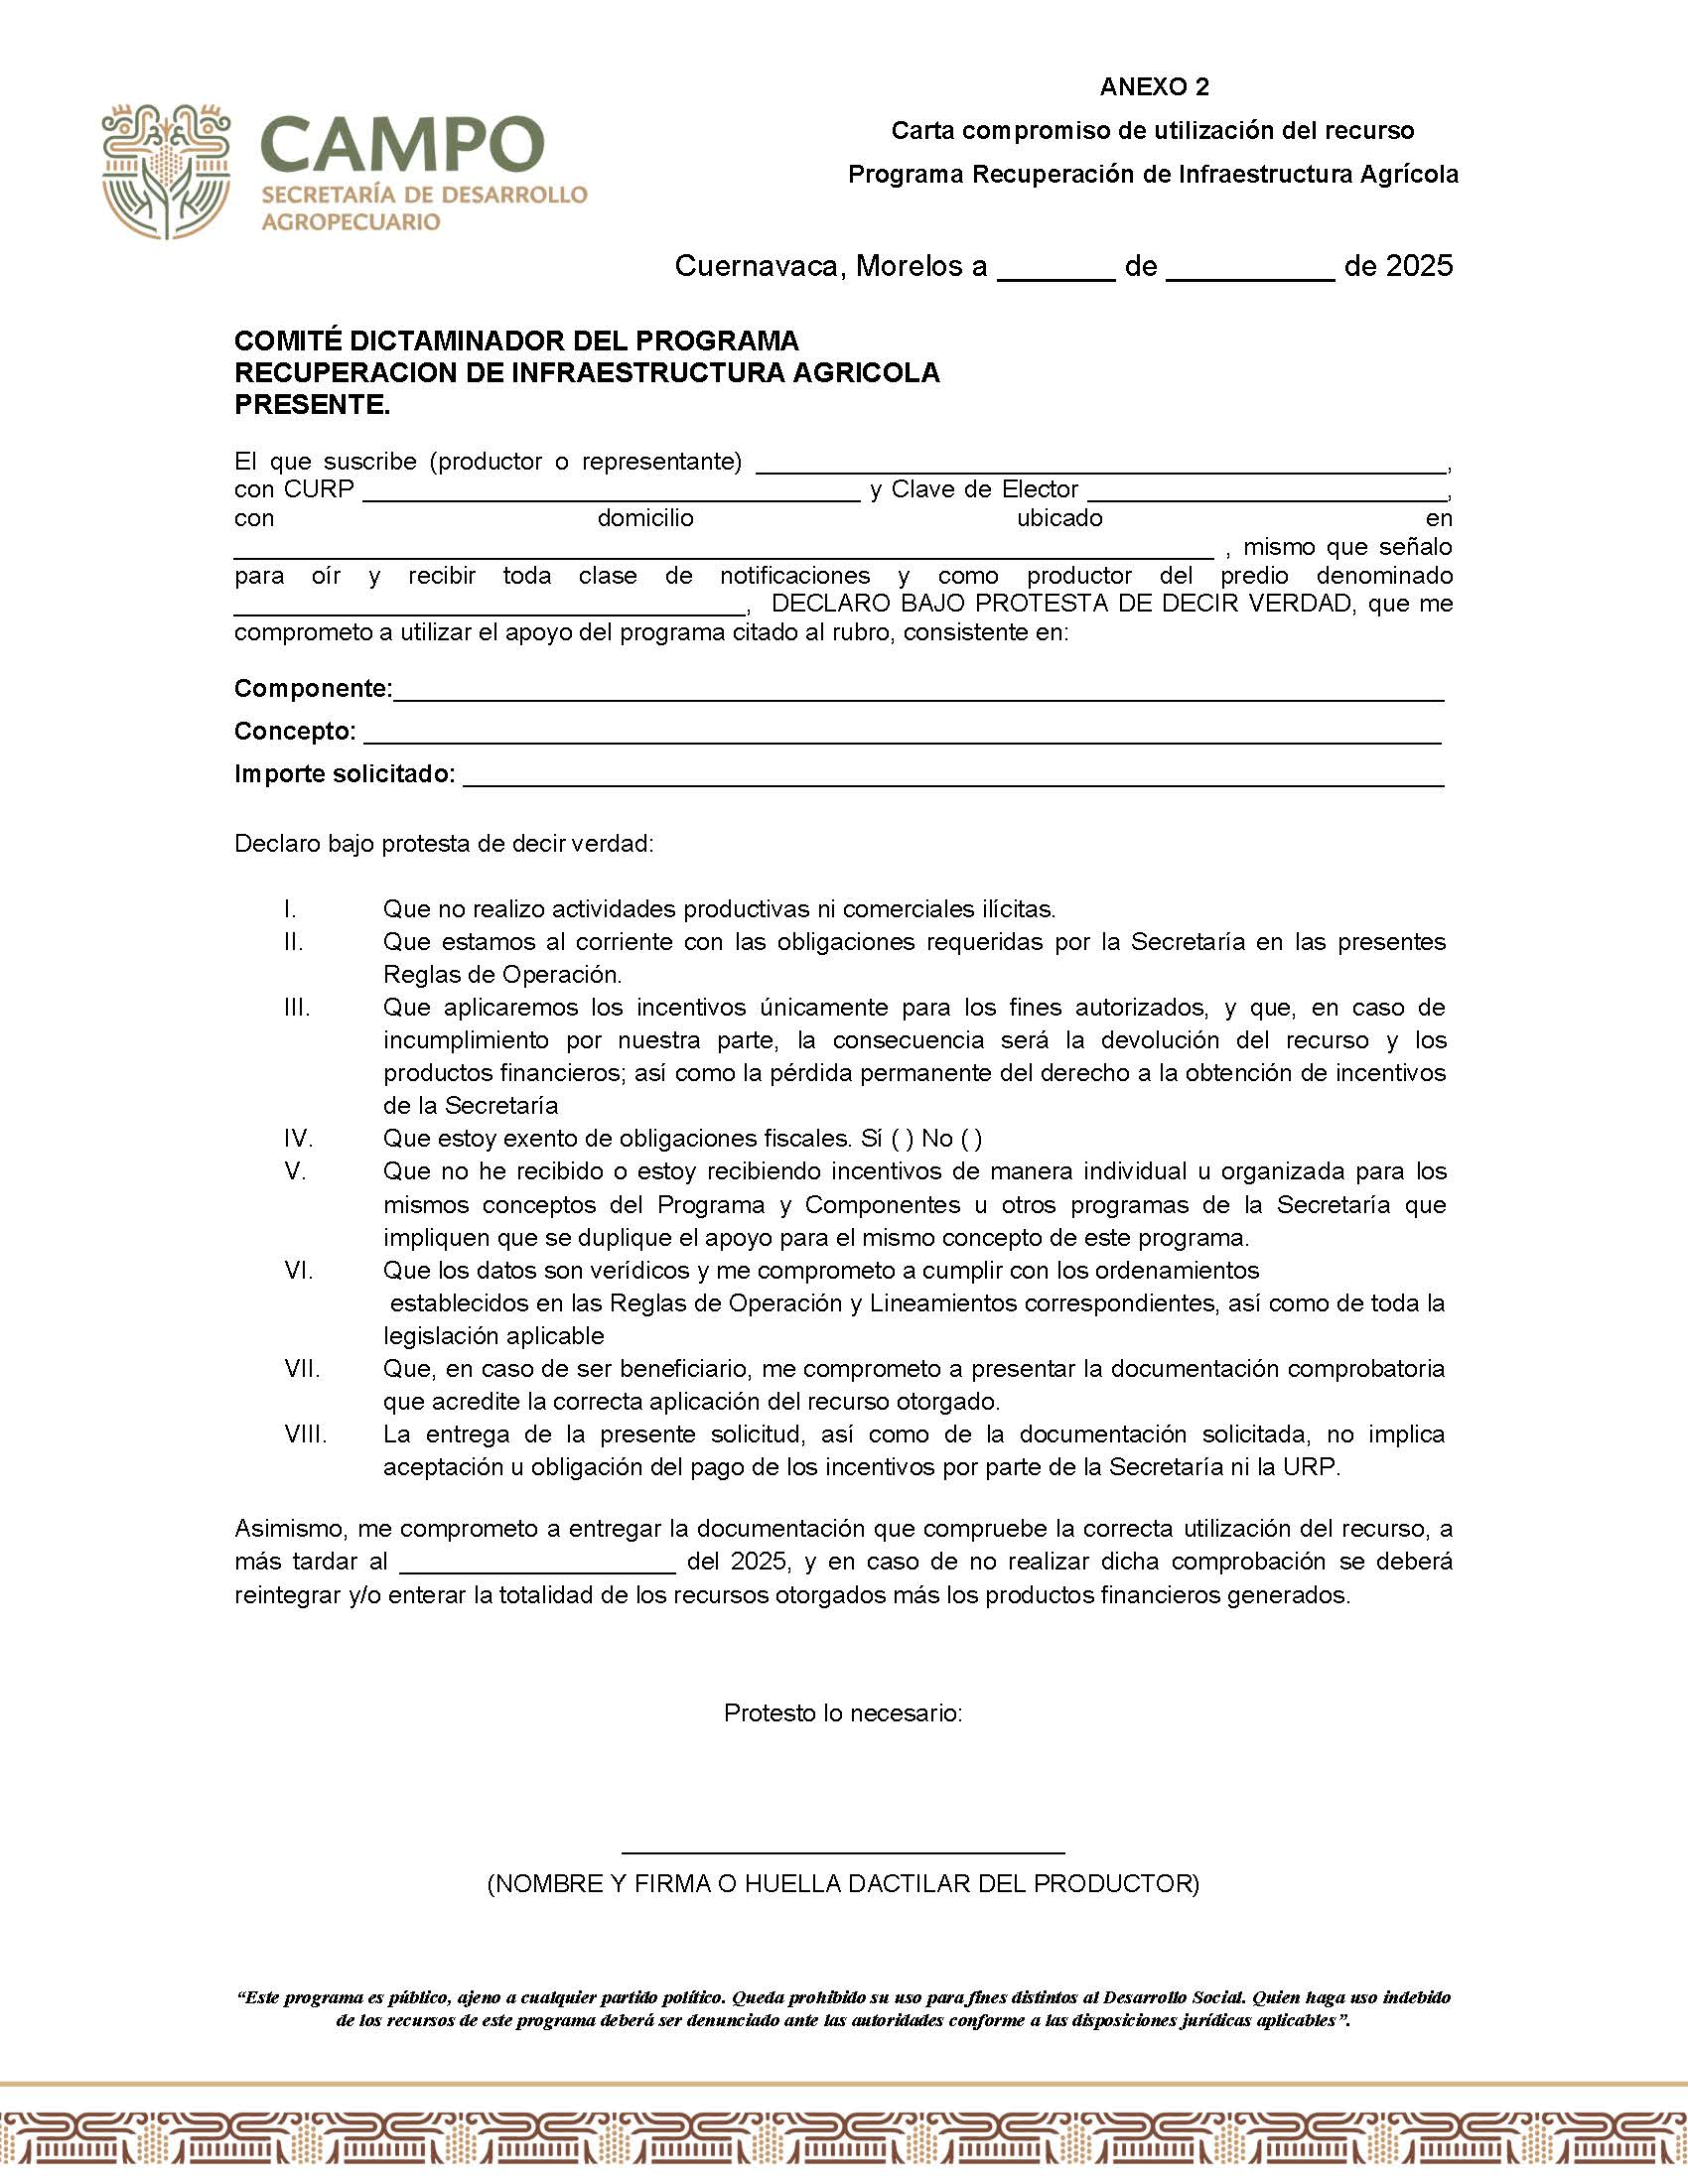 CAMPO
SECRETARÍA DE DESARROLLO
AGROPECUARIO
ANEXO 2
Carta compromiso de utilización del recurso
Programa Recuperación de Infraestructura Agrícola
Cuernavaca, Morelos a _______ de __________ de 2025
COMITÉ DICTAMINADOR DEL PROGRAMA
RECUPERACION DE INFRAESTRUCTURA AGRICOLA
PRESENTE.
El que suscribe (productor o representante) __________________________________________________,
con CURP ____________________________________ y Clave de Elector __________________________,
con domicilio ubicado en
_______________________________________________________________________ , mismo que señalo
para oír y recibir toda clase de notificaciones y como productor del predio denominado
_____________________________________, DECLARO BAJO PROTESTA DE DECIR VERDAD, que me
comprometo a utilizar el apoyo del programa citado al rubro, consistente en:
Componente:____________________________________________________________________________
Concepto: ______________________________________________________________________________
Importe solicitado: _______________________________________________________________________
Declaro bajo protesta de decir verdad:
I. Que no realizo actividades productivas ni comerciales ilícitas.
II. Que estamos al corriente con las obligaciones requeridas por la Secretaría en las presentes
Reglas de Operación.
III. Que aplicaremos los incentivos únicamente para los fines autorizados, y que, en caso de
incumplimiento por nuestra parte, la consecuencia será la devolución del recurso y los
productos financieros; así como la pérdida permanente del derecho a la obtención de incentivos
de la Secretaría
IV. Que estoy exento de obligaciones fiscales. Sí ( ) No ( )
V. Que no he recibido o estoy recibiendo incentivos de manera individual u organizada para los
mismos conceptos del Programa y Componentes u otros programas de la Secretaría que
impliquen que se duplique el apoyo para el mismo concepto de este programa.
VI. Que los datos son verídicos y me comprometo a cumplir con los ordenamientos
establecidos en las Reglas de Operación y Lineamientos correspondientes, así como de toda la
legislación aplicable
VII. Que, en caso de ser beneficiario, me comprometo a presentar la documentación comprobatoria
que acredite la correcta aplicación del recurso otorgado.
VIII. La entrega de la presente solicitud, así como de la documentación solicitada, no implica
aceptación u obligación del pago de los incentivos por parte de la Secretaría ni la URP.
Asimismo, me comprometo a entregar la documentación que compruebe la correcta utilización del recurso, a
más tardar al ____________________ del 2025, y en caso de no realizar dicha comprobación se deberá
reintegrar y/o enterar la totalidad de los recursos otorgados más los productos financieros generados.
Protesto lo necesario:
________________________________
(NOMBRE Y FIRMA O HUELLA DACTILAR DEL PRODUCTOR)
“Este programa es público, ajeno a cualquier partido político. Queda prohibido su uso para fines distintos al Desarrollo Social. Quien haga uso indebido
de los recursos de este programa deberá ser denunciado ante las autoridades conforme a las disposiciones jurídicas aplicables”.